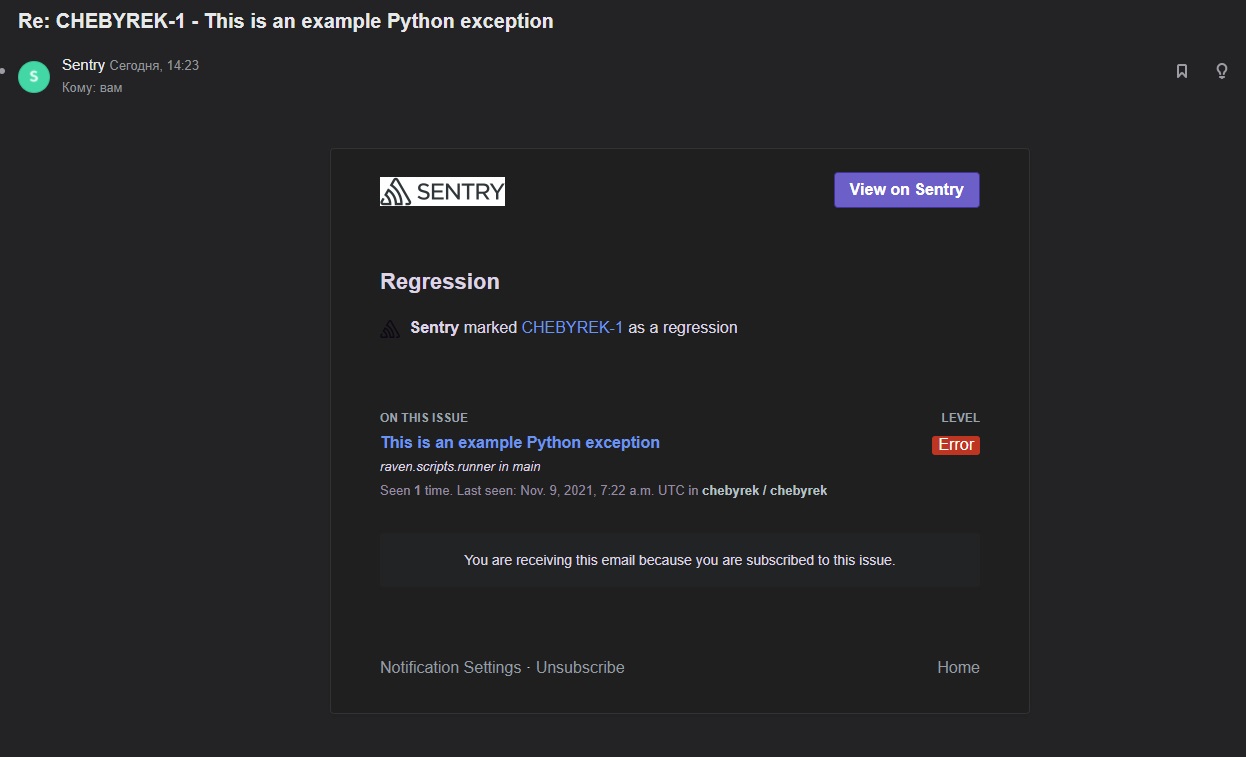 Re: CHEBYREK-1 - This is an example Python exception
S
Sentry Сегодня, 14:23
Кому: вам
SENTRY
View on Sentry
Regression
Sentry marked CHEBYREK-1 as a regression
ON THIS ISSUE
LEVEL
This is an example Python exception
Error
raven.scripts.runner in main
Seen 1 time. Last seen: Nov. 9, 2021, 7:22 a.m. UTC in chebyrek / chebyrek
You are receiving this email because you are subscribed to this issue.
Notification Settings · Unsubscribe
Home